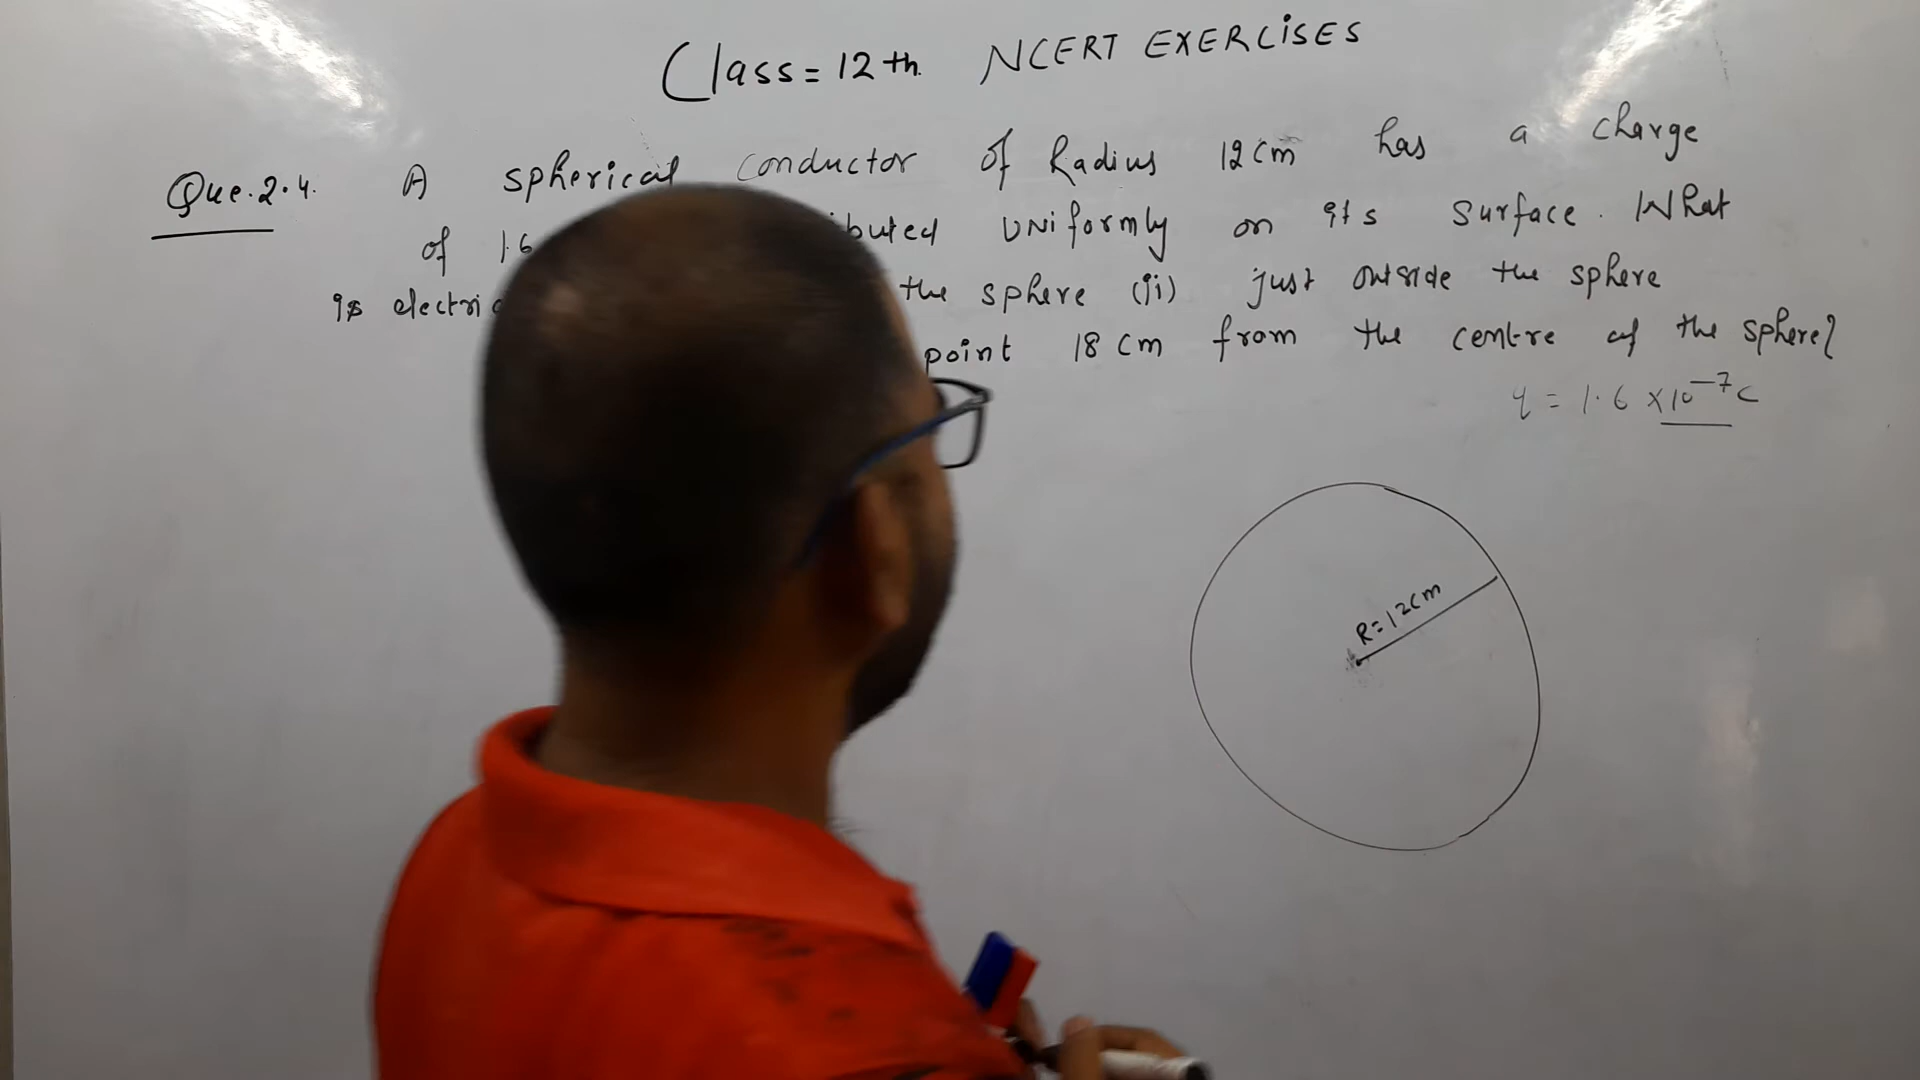 Class = 12th. NCERT EXERCISES
Que. 2.4. A spherical conductor of Radius 12 cm has a charge
of 1.6 buted UNiformly on its surface. What
is electric the sphere (ii) just outside the sphere
point 18 cm from the centre of the sphere?
q = 1.6 × 10⁻⁷ C
R = 12 cm